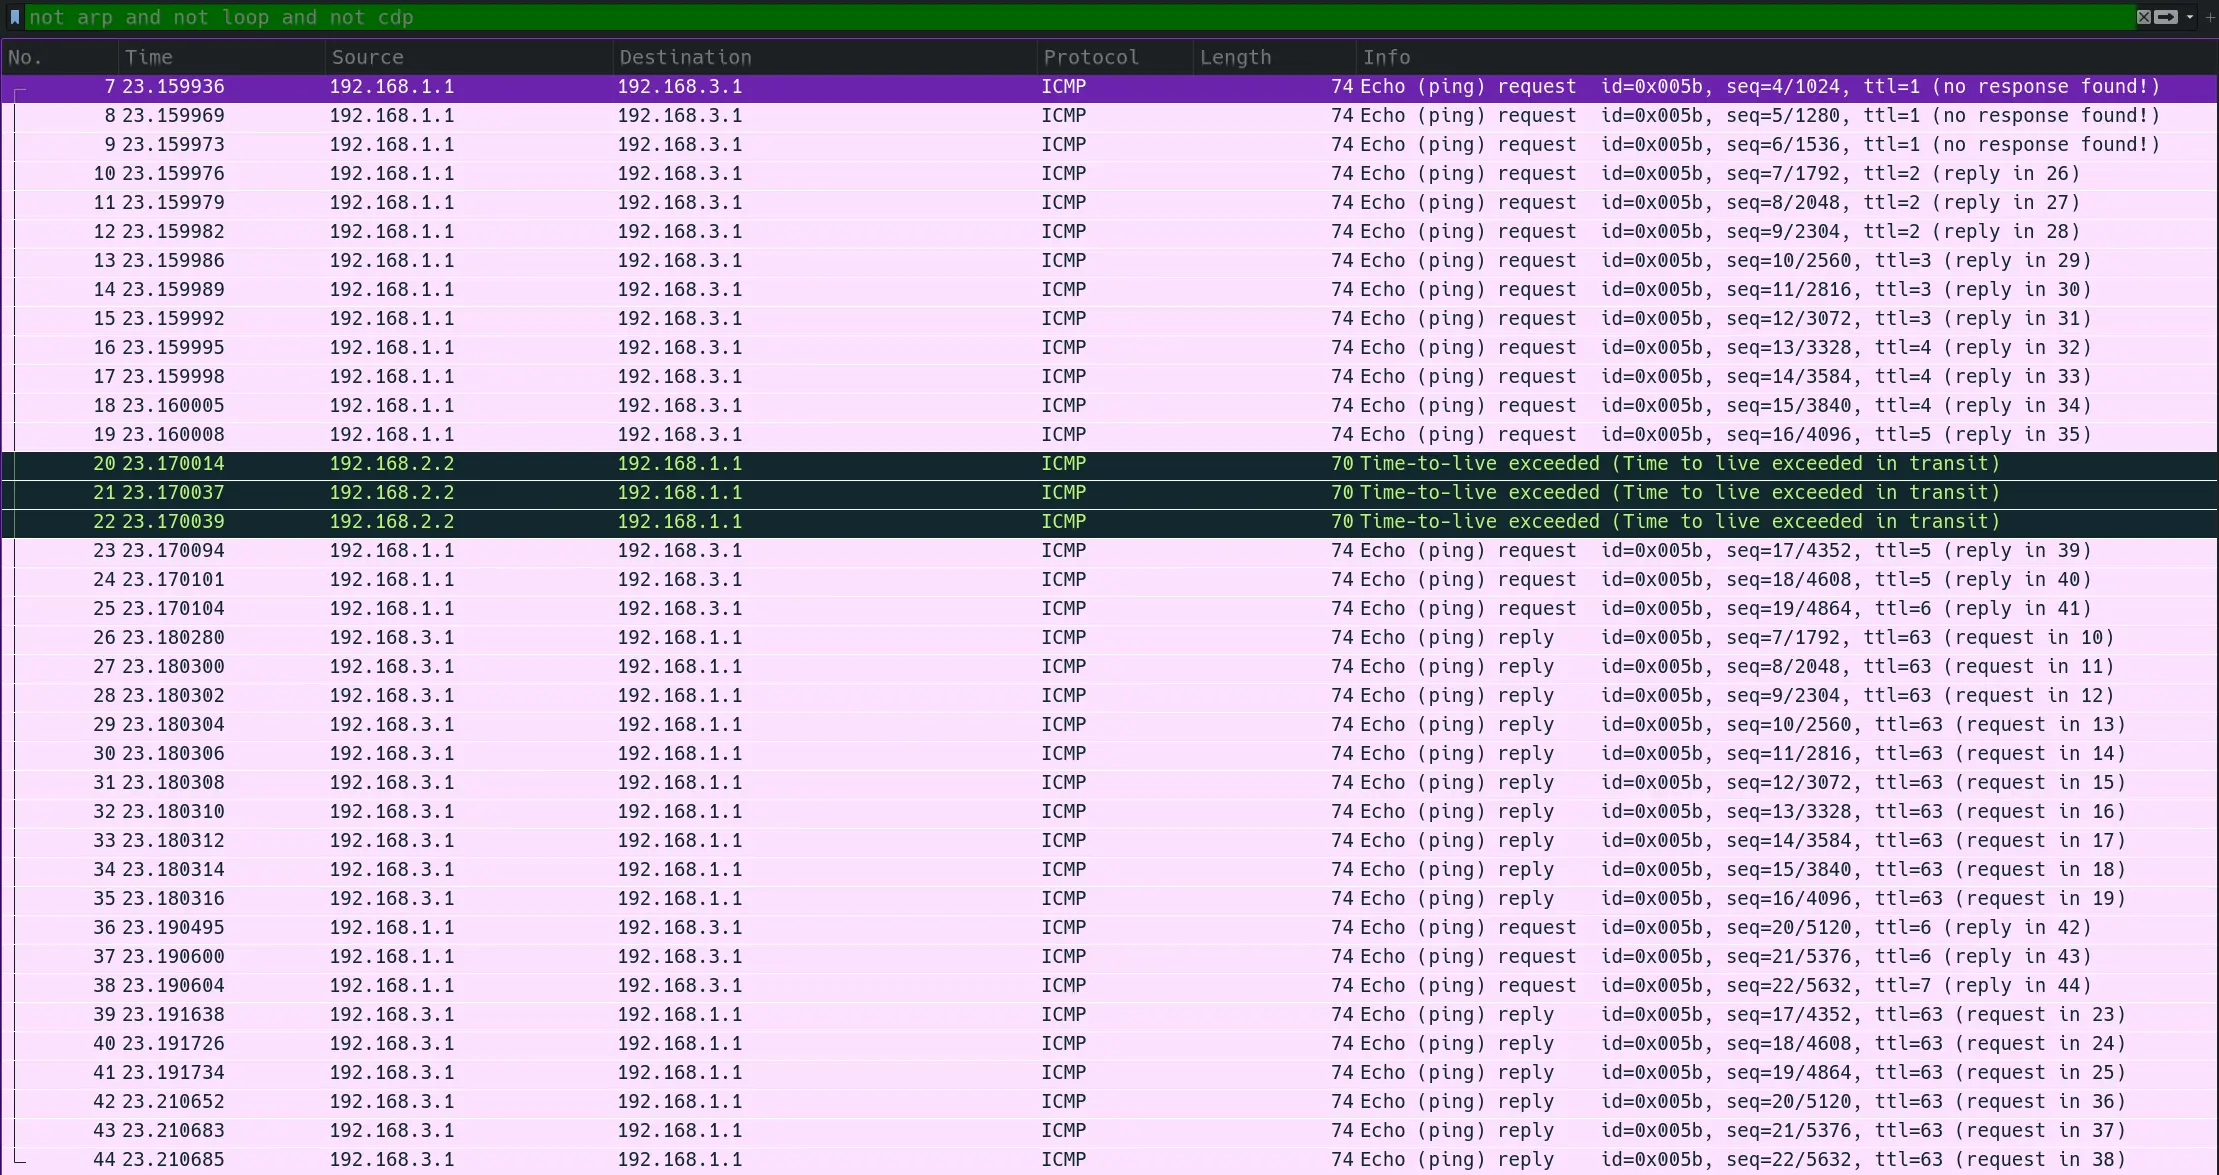 not arp and not loop and not cdp
No. Time Source Destination Protocol Length Info
7 23.159936 192.168.1.1 192.168.3.1 ICMP 74 Echo (ping) request id=0x005b, seq=4/1024, ttl=1 (no response found!)
8 23.159969 192.168.1.1 192.168.3.1 ICMP 74 Echo (ping) request id=0x005b, seq=5/1280, ttl=1 (no response found!)
9 23.159973 192.168.1.1 192.168.3.1 ICMP 74 Echo (ping) request id=0x005b, seq=6/1536, ttl=1 (no response found!)
10 23.159976 192.168.1.1 192.168.3.1 ICMP 74 Echo (ping) request id=0x005b, seq=7/1792, ttl=2 (reply in 26)
11 23.159979 192.168.1.1 192.168.3.1 ICMP 74 Echo (ping) request id=0x005b, seq=8/2048, ttl=2 (reply in 27)
12 23.159982 192.168.1.1 192.168.3.1 ICMP 74 Echo (ping) request id=0x005b, seq=9/2304, ttl=2 (reply in 28)
13 23.159986 192.168.1.1 192.168.3.1 ICMP 74 Echo (ping) request id=0x005b, seq=10/2560, ttl=3 (reply in 29)
14 23.159989 192.168.1.1 192.168.3.1 ICMP 74 Echo (ping) request id=0x005b, seq=11/2816, ttl=3 (reply in 30)
15 23.159992 192.168.1.1 192.168.3.1 ICMP 74 Echo (ping) request id=0x005b, seq=12/3072, ttl=3 (reply in 31)
16 23.159995 192.168.1.1 192.168.3.1 ICMP 74 Echo (ping) request id=0x005b, seq=13/3328, ttl=4 (reply in 32)
17 23.159998 192.168.1.1 192.168.3.1 ICMP 74 Echo (ping) request id=0x005b, seq=14/3584, ttl=4 (reply in 33)
18 23.160005 192.168.1.1 192.168.3.1 ICMP 74 Echo (ping) request id=0x005b, seq=15/3840, ttl=4 (reply in 34)
19 23.160008 192.168.1.1 192.168.3.1 ICMP 74 Echo (ping) request id=0x005b, seq=16/4096, ttl=5 (reply in 35)
20 23.170014 192.168.2.2 192.168.1.1 ICMP 70 Time-to-live exceeded (Time to live exceeded in transit)
21 23.170037 192.168.2.2 192.168.1.1 ICMP 70 Time-to-live exceeded (Time to live exceeded in transit)
22 23.170039 192.168.2.2 192.168.1.1 ICMP 70 Time-to-live exceeded (Time to live exceeded in transit)
23 23.170094 192.168.1.1 192.168.3.1 ICMP 74 Echo (ping) request id=0x005b, seq=17/4352, ttl=5 (reply in 39)
24 23.170101 192.168.1.1 192.168.3.1 ICMP 74 Echo (ping) request id=0x005b, seq=18/4608, ttl=5 (reply in 40)
25 23.170104 192.168.1.1 192.168.3.1 ICMP 74 Echo (ping) request id=0x005b, seq=19/4864, ttl=6 (reply in 41)
26 23.180280 192.168.3.1 192.168.1.1 ICMP 74 Echo (ping) reply id=0x005b, seq=7/1792, ttl=63 (request in 10)
27 23.180300 192.168.3.1 192.168.1.1 ICMP 74 Echo (ping) reply id=0x005b, seq=8/2048, ttl=63 (request in 11)
28 23.180302 192.168.3.1 192.168.1.1 ICMP 74 Echo (ping) reply id=0x005b, seq=9/2304, ttl=63 (request in 12)
29 23.180304 192.168.3.1 192.168.1.1 ICMP 74 Echo (ping) reply id=0x005b, seq=10/2560, ttl=63 (request in 13)
30 23.180306 192.168.3.1 192.168.1.1 ICMP 74 Echo (ping) reply id=0x005b, seq=11/2816, ttl=63 (request in 14)
31 23.180308 192.168.3.1 192.168.1.1 ICMP 74 Echo (ping) reply id=0x005b, seq=12/3072, ttl=63 (request in 15)
32 23.180310 192.168.3.1 192.168.1.1 ICMP 74 Echo (ping) reply id=0x005b, seq=13/3328, ttl=63 (request in 16)
33 23.180312 192.168.3.1 192.168.1.1 ICMP 74 Echo (ping) reply id=0x005b, seq=14/3584, ttl=63 (request in 17)
34 23.180314 192.168.3.1 192.168.1.1 ICMP 74 Echo (ping) reply id=0x005b, seq=15/3840, ttl=63 (request in 18)
35 23.180316 192.168.3.1 192.168.1.1 ICMP 74 Echo (ping) reply id=0x005b, seq=16/4096, ttl=63 (request in 19)
36 23.190495 192.168.1.1 192.168.3.1 ICMP 74 Echo (ping) request id=0x005b, seq=20/5120, ttl=6 (reply in 42)
37 23.190600 192.168.1.1 192.168.3.1 ICMP 74 Echo (ping) request id=0x005b, seq=21/5376, ttl=6 (reply in 43)
38 23.190604 192.168.1.1 192.168.3.1 ICMP 74 Echo (ping) request id=0x005b, seq=22/5632, ttl=7 (reply in 44)
39 23.191638 192.168.3.1 192.168.1.1 ICMP 74 Echo (ping) reply id=0x005b, seq=17/4352, ttl=63 (request in 23)
40 23.191726 192.168.3.1 192.168.1.1 ICMP 74 Echo (ping) reply id=0x005b, seq=18/4608, ttl=63 (request in 24)
41 23.191734 192.168.3.1 192.168.1.1 ICMP 74 Echo (ping) reply id=0x005b, seq=19/4864, ttl=63 (request in 25)
42 23.210652 192.168.3.1 192.168.1.1 ICMP 74 Echo (ping) reply id=0x005b, seq=20/5120, ttl=63 (request in 36)
43 23.210683 192.168.3.1 192.168.1.1 ICMP 74 Echo (ping) reply id=0x005b, seq=21/5376, ttl=63 (request in 37)
44 23.210685 192.168.3.1 192.168.1.1 ICMP 74 Echo (ping) reply id=0x005b, seq=22/5632, ttl=63 (request in 38)